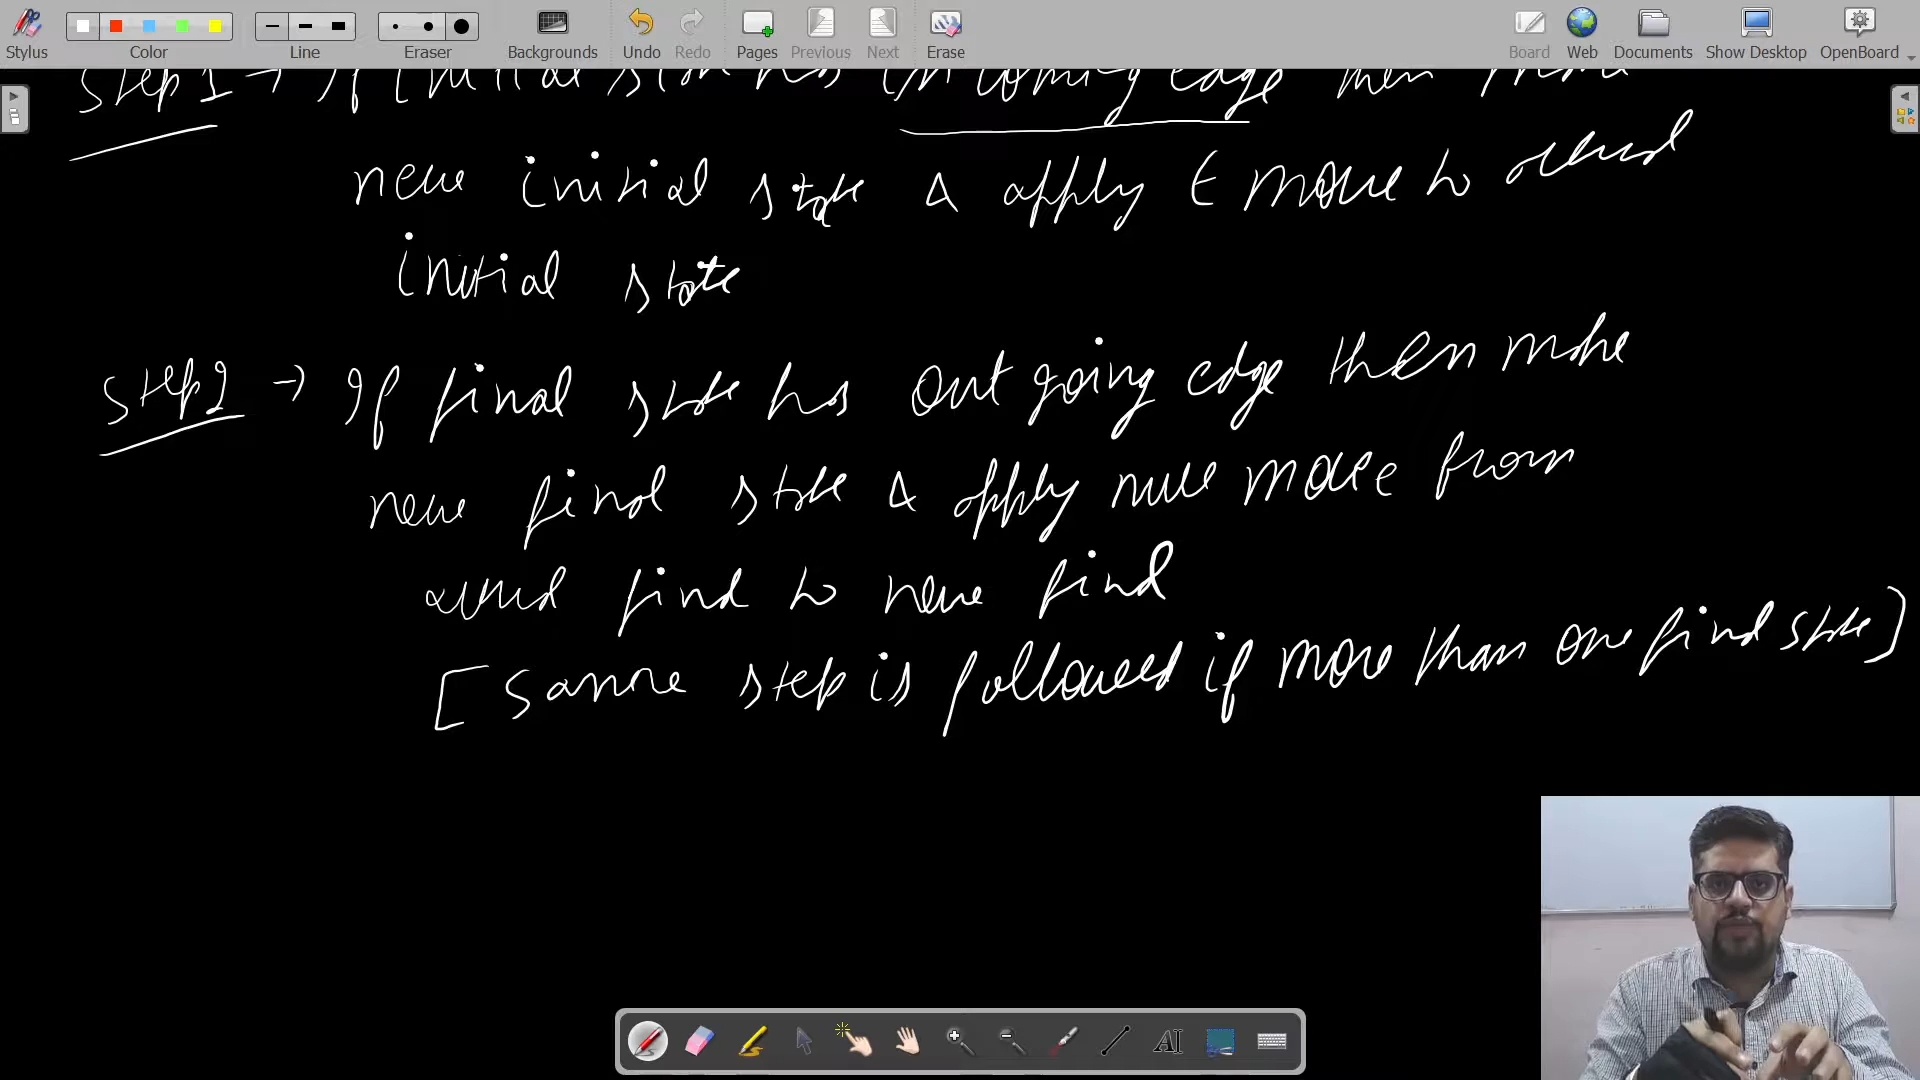 Stylus Color Line Eraser Backgrounds Undo Redo Pages Previous Next Erase Board Web Documents Show Desktop OpenBoard
Step 1 → If initial state has incoming edge then make
new initial state & apply ε move to actual
initial state
Step 2 → If final state has out going edge then make
new final state & apply null move from
actual final to new final
[Same step is followed if more than one final state]